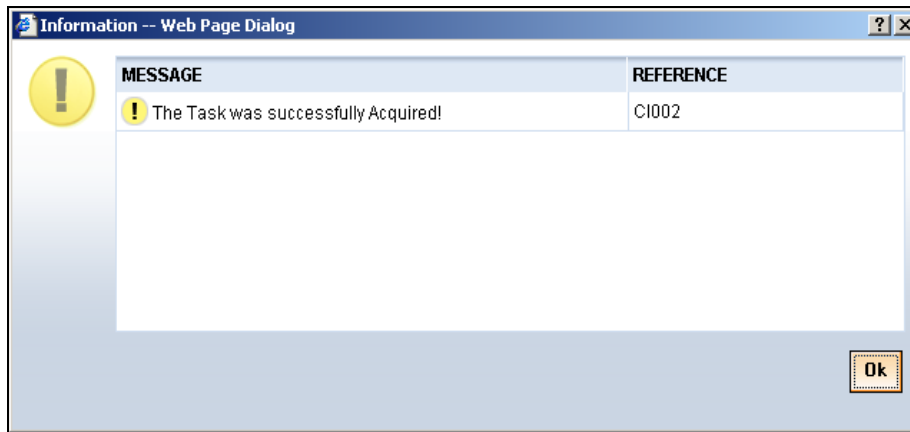 Information -- Web Page Dialog
MESSAGE REFERENCE
! The Task was successfully Acquired! CI002
Ok